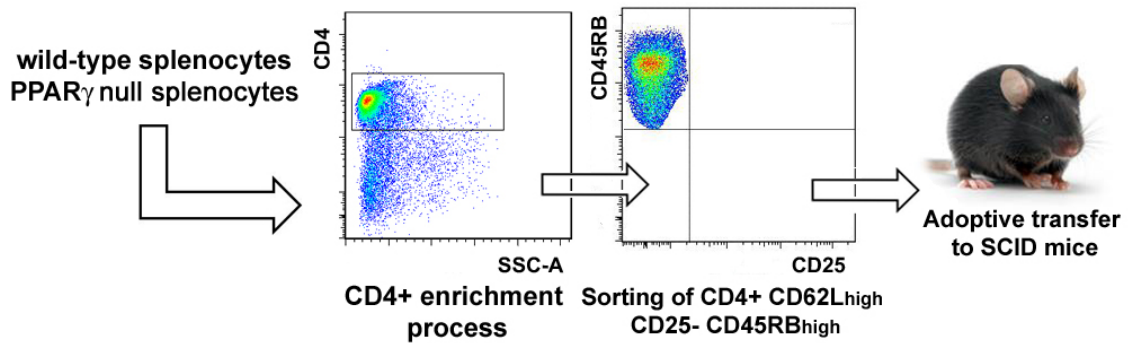 wild-type splenocytes
PPARγ null splenocytes
CD4
SSC-A
CD4+ enrichment
process
CD45RB
CD25
Sorting of CD4+ CD62Lhigh
CD25- CD45RBhigh
Adoptive transfer
to SCID mice